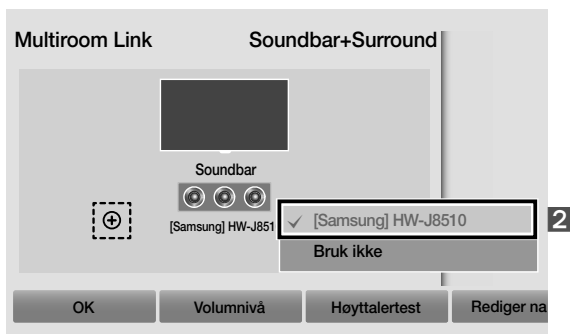 Multiroom Link Soundbar+Surround
Soundbar
[Samsung] HW-J851
[Samsung] HW-J8510
2
Bruk ikke
OK Volumnivå Høyttalertest Rediger na